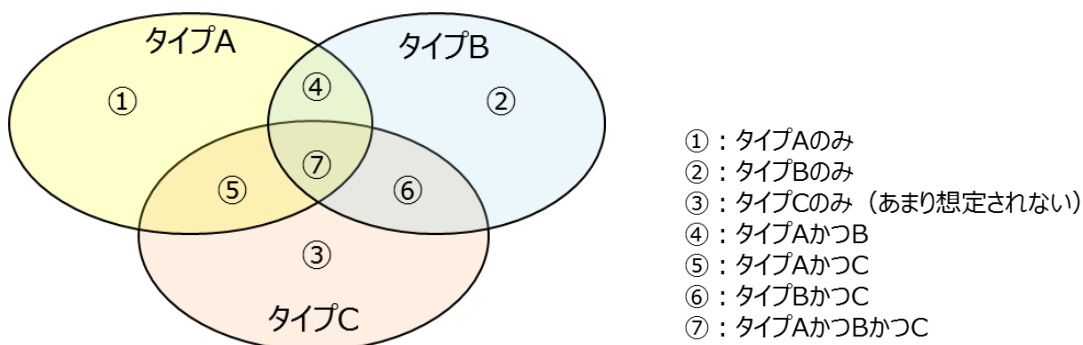 タイプA
タイプB
①
④
②
⑦
⑤
⑥
③
タイプC
①：タイプAのみ
②：タイプBのみ
③：タイプCのみ（あまり想定されない）
④：タイプAかつB
⑤：タイプAかつC
⑥：タイプBかつC
⑦：タイプAかつBかつC